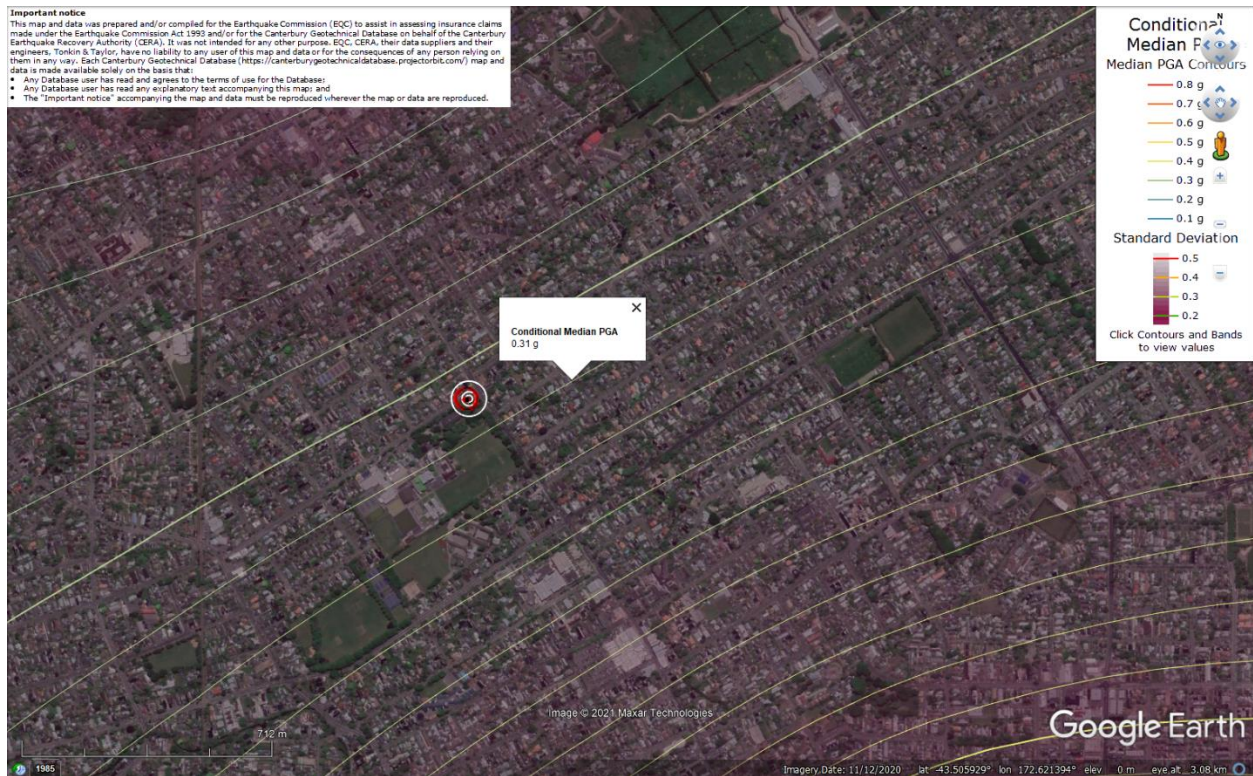 Important notice
This map and data was prepared and/or compiled for the Earthquake Commission (EQC) to assist in assessing insurance claims
made under the Earthquake Commission Act 1993 and/or for the Canterbury Geotechnical Database on behalf of the Canterbury
Earthquake Recovery Authority (CERA). It was not intended for any other purpose. EQC, CERA, their data suppliers and their
engineers, Tonkin & Taylor, have no liability to any user of this map and data or for the consequences of any person relying on
them in any way. Each Canterbury Geotechnical Database (https://canterburygeotechnicaldatabase.projectorbit.com/) map and
data is made available solely on the basis that:
• Any Database user has read and agrees to the terms of use for the Database;
• Any Database user has read any explanatory text accompanying this map; and
• The "Important notice" accompanying the map and data must be reproduced wherever the map or data are reproduced.
Conditional
Median P
Median PGA Contours
0.8 g
0.7 g
0.6 g
0.5 g
0.4 g
0.3 g
0.2 g
0.1 g
Standard Deviation
0.5
0.4
0.3
0.2
Click Contours and Bands
to view values
N
Conditional Median PGA
0.31 g
Image © 2021 Maxar Technologies
Google Earth
712 m
1985
Imagery Date: 11/12/2020 lat -43.505929° lon 172.621394° elev 0 m eye alt 3.08 km